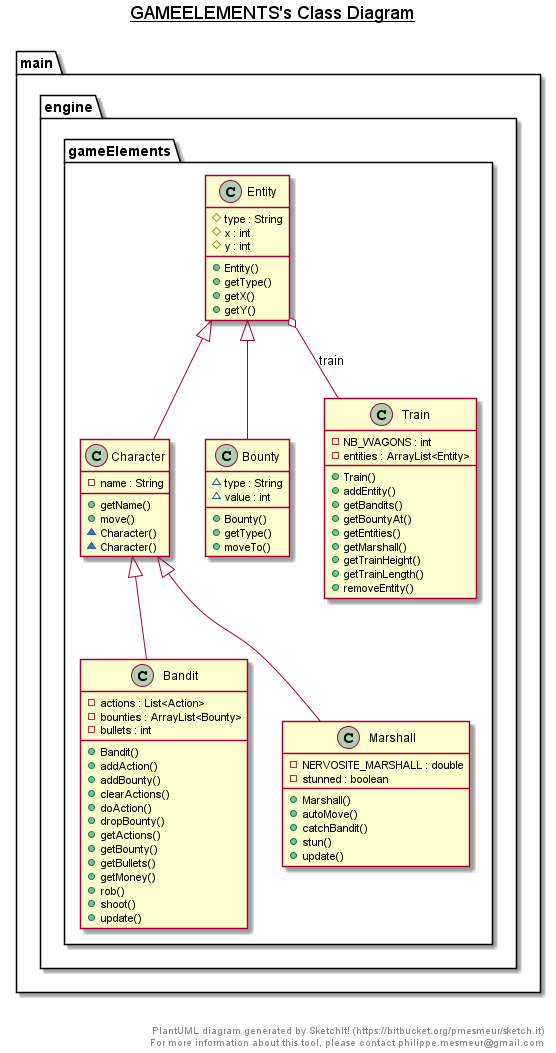 GAMEELEMENTS's Class Diagram
main
engine
gameElements
C Entity
type : String
x : int
y : int
Entity()
getType()
getX()
getY()
train
C Character
name : String
getName()
move()
Character()
Character()
C Bounty
type : String
value : int
Bounty()
getType()
moveTo()
C Train
NB_WAGONS : int
entities : ArrayList<Entity>
Train()
addEntity()
getBandits()
getBountyAt()
getEntities()
getMarshall()
getTrainHeight()
getTrainLength()
removeEntity()
C Bandit
actions : List<Action>
bounties : ArrayList<Bounty>
bullets : int
Bandit()
addAction()
addBounty()
clearActions()
doAction()
dropBounty()
getActions()
getBounty()
getBullets()
getMoney()
rob()
shoot()
update()
C Marshall
NERVOSITE_MARSHALL : double
stunned : boolean
Marshall()
autoMove()
catchBandit()
stun()
update()
PlantUML diagram generated by SketchIt! (https://bitbucket.org/pmesmeur/sketch.it)
For more information about this tool, please contact philippe.mesmeur@gmail.com